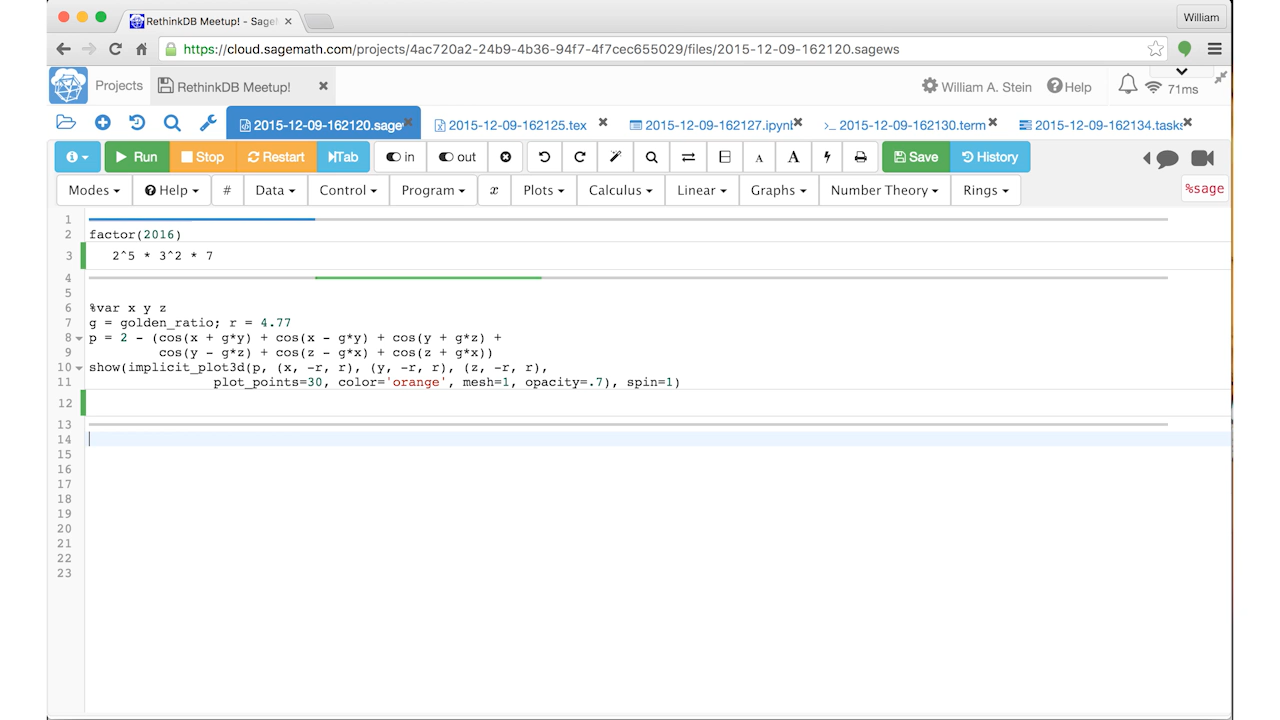 RethinkDB Meetup! - Sage
William
https://cloud.sagemath.com/projects/4ac720a2-24b9-4b36-94f7-4f7cec655029/files/2015-12-09-162120.sagews
Projects RethinkDB Meetup! William A. Stein Help 71ms
2015-12-09-162120.sage 2015-12-09-162125.tex 2015-12-09-162127.ipynl 2015-12-09-162130.term 2015-12-09-162134.tasks
Run Stop Restart Tab in out A A Save History
Modes Help # Data Control Program x Plots Calculus Linear Graphs Number Theory Rings %sage
1
2 factor(2016)
3 2^5 * 3^2 * 7
4
5
6 %var x y z
7 g = golden_ratio; r = 4.77
8 p = 2 - (cos(x + g*y) + cos(x - g*y) + cos(y + g*z) +
9 cos(y - g*z) + cos(z - g*x) + cos(z + g*x))
10 show(implicit_plot3d(p, (x, -r, r), (y, -r, r), (z, -r, r),
11 plot_points=30, color='orange', mesh=1, opacity=.7), spin=1)
12
13
14
15
16
17
18
19
20
21
22
23